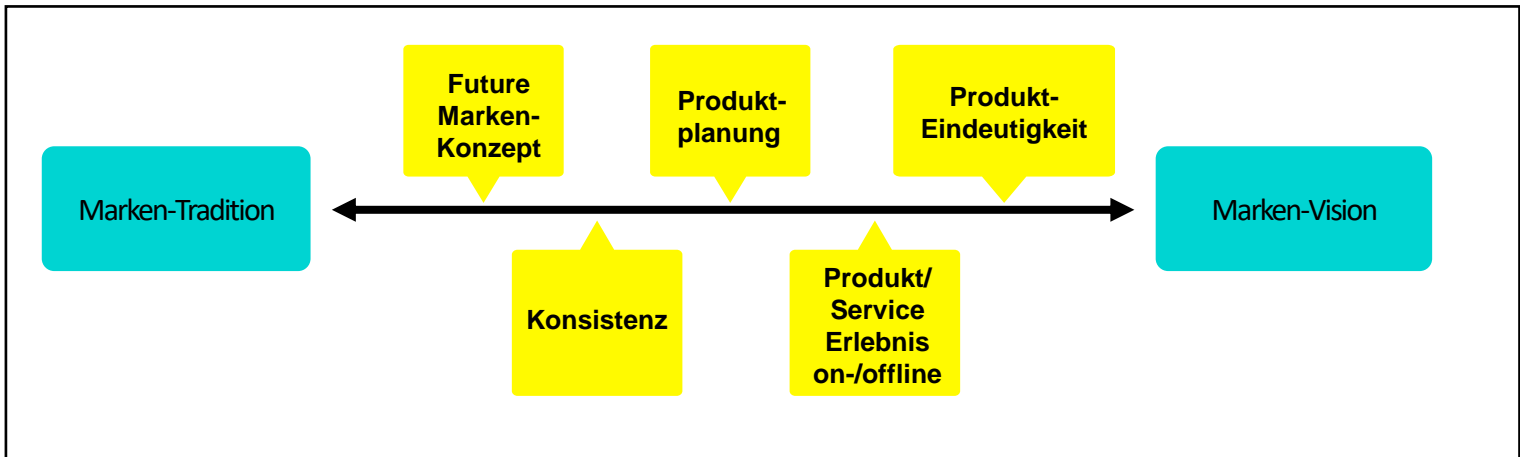 Future
Marken-
Konzept
Produkt-
planung
Produkt-
Eindeutigkeit
Marken-Tradition
Marken-Vision
Konsistenz
Produkt/
Service
Erlebnis
on-/offline